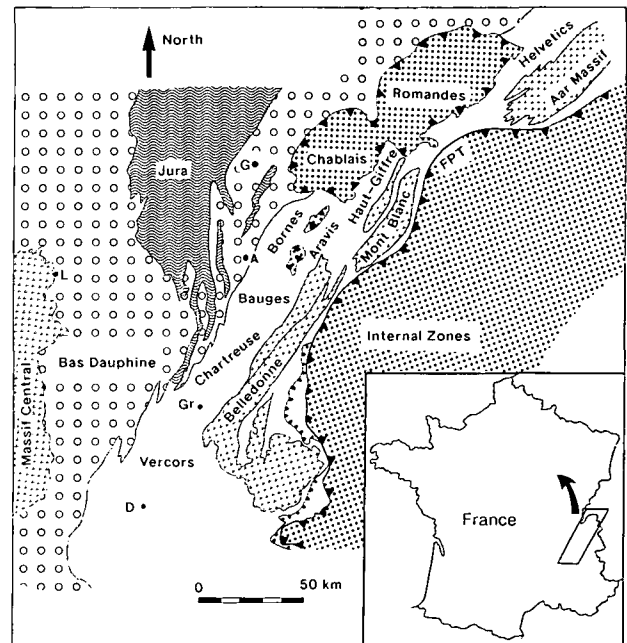 North
Helvetics
Aar Massif
Romandes
Chablais
Jura
G
Haut-Giffre
FPT
Mont Blanc
Bornes
Aravis
A
L
Bauges
Internal Zones
Bas Dauphine
Chartreuse
Massif Central
Belledonne
Gr
Vercors
D
France
0 50 km